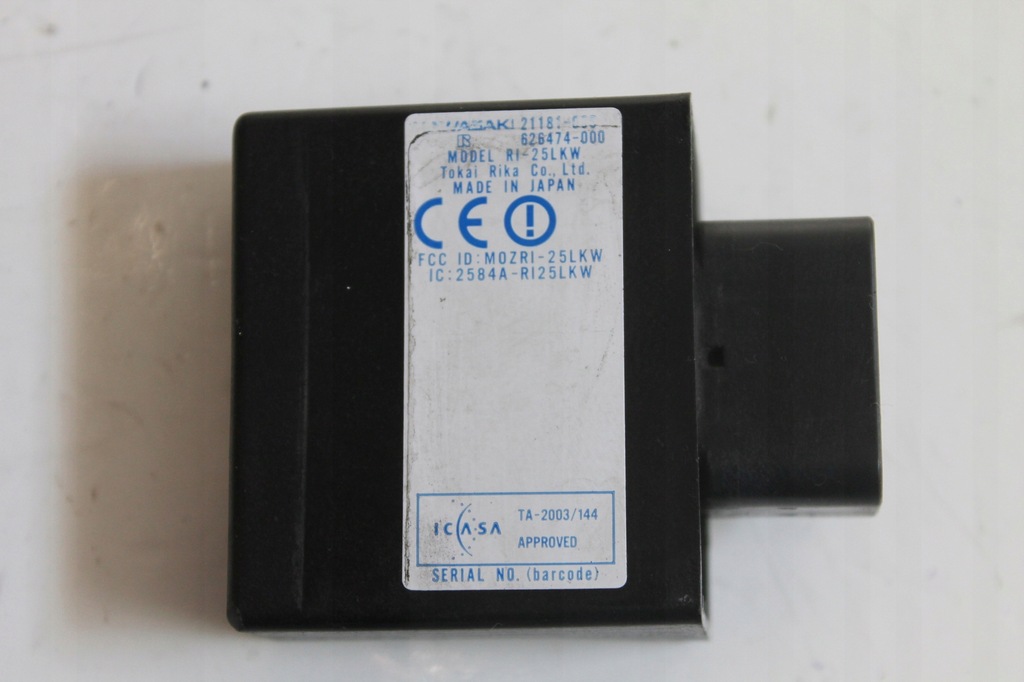 626474-000
MODEL RI-25LKW
Tokai Rika Co., Ltd.
MADE IN JAPAN
CE
FCC ID:MOZRI-25LKW
IC:2584A-RI25LKW
ICASA
TA-2003/144
APPROVED
SERIAL NO. (barcode)